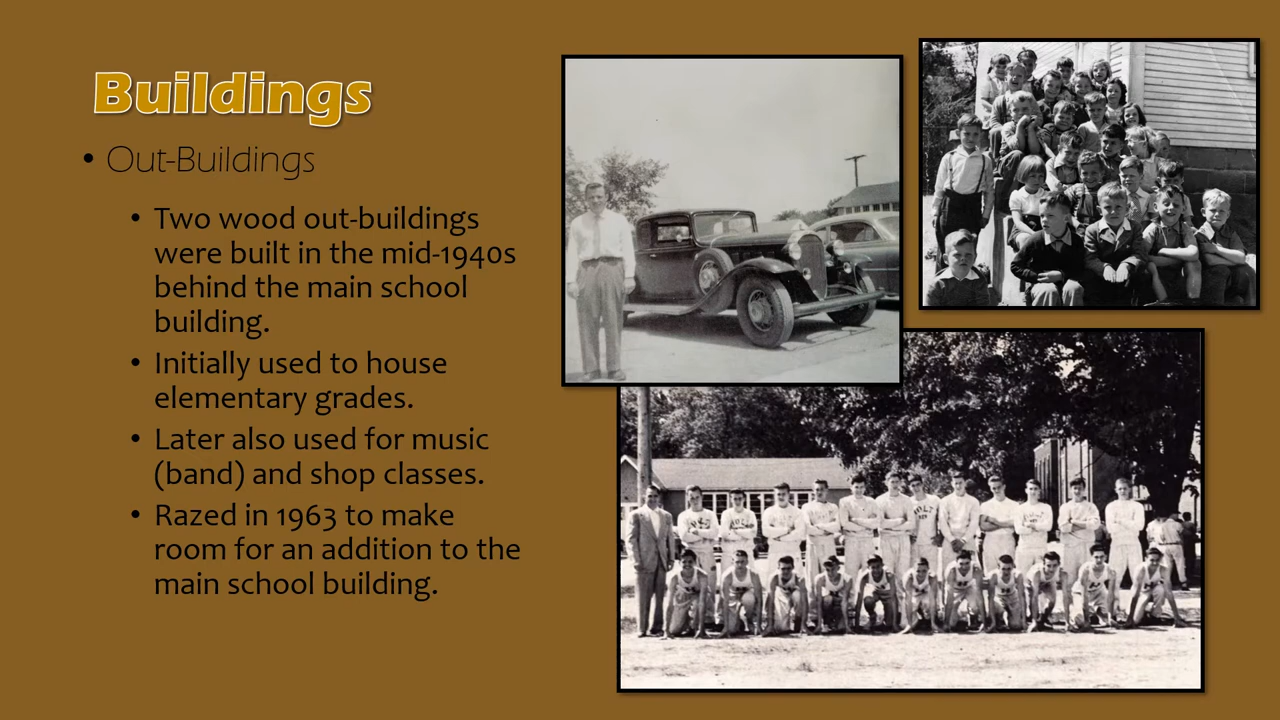 Buildings
• Out-Buildings
• Two wood out-buildings
were built in the mid-1940s
behind the main school
building.
• Initially used to house
elementary grades.
• Later also used for music
(band) and shop classes.
• Razed in 1963 to make
room for an addition to the
main school building.
HOLT